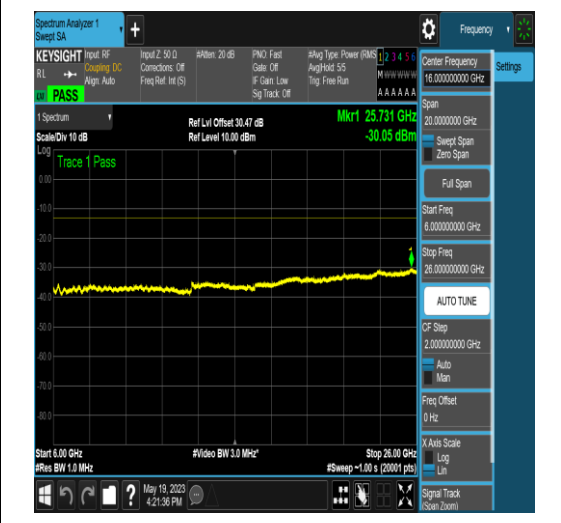 Spectrum Analyzer 1
Swept SA
+
Frequency
KEYSIGHT
RL
PASS
Input: RF
Coupling: DC
Align: Auto
Input Z: 50 Ω
Corrections: Off
Freq Ref: Int (S)
#Atten: 20 dB
PNO: Fast
Gate: Off
IF Gain: Low
Sig Track: Off
#Avg Type: Power (RMS
Avg|Hold: 5/5
Trig: Free Run
1 2 3 4 5 6
M W W W W W
A A A A A A
1 Spectrum
Scale/Div 10 dB
Ref Lvl Offset 30.47 dB
Ref Level 10.00 dBm
Mkr1 25.731 GHz
-30.05 dBm
Log
Trace 1 Pass
0.00
-10.0
-20.0
-30.0
-40.0
-50.0
-60.0
-70.0
-80.0
1
Start 6.00 GHz
#Res BW 1.0 MHz
#Video BW 3.0 MHz*
Stop 26.00 GHz
#Sweep ~1.00 s (20001 pts)
May 19, 2023
4:21:36 PM
?
Settings
Center Frequency
16.000000000 GHz
Span
20.0000000 GHz
Swept Span
Zero Span
Full Span
Start Freq
6.000000000 GHz
Stop Freq
26.000000000 GHz
AUTO TUNE
CF Step
2.000000000 GHz
Auto
Man
Freq Offset
0 Hz
X Axis Scale
Log
Lin
Signal Track
(Span Zoom)